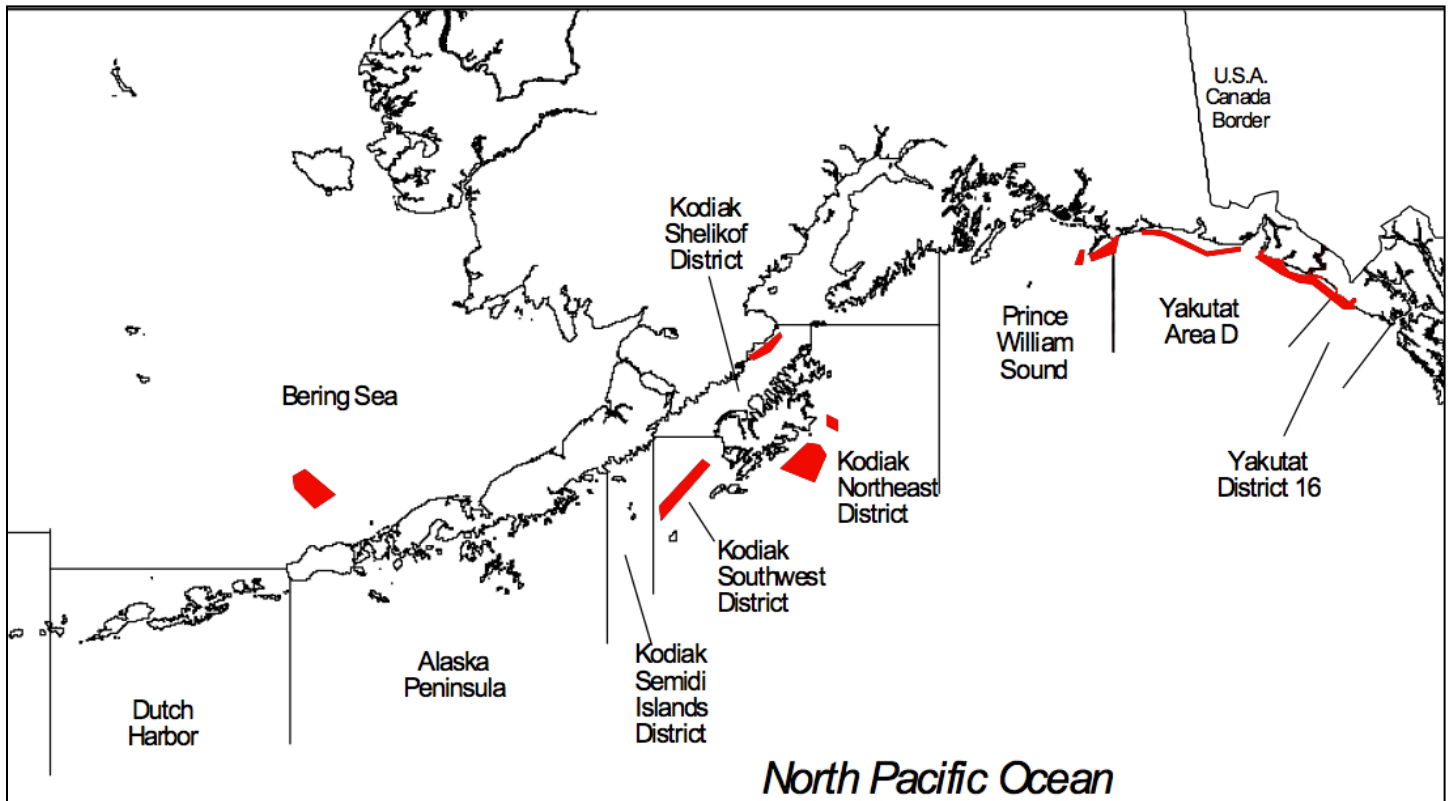 U.S.A.
Canada
Border
Kodiak
Shelikof
District
Prince
William
Sound
Yakutat
Area D
Bering Sea
Kodiak
Northeast
District
Yakutat
District 16
Kodiak
Southwest
District
Alaska
Peninsula
Kodiak
Semidi
Islands
District
Dutch
Harbor
North Pacific Ocean